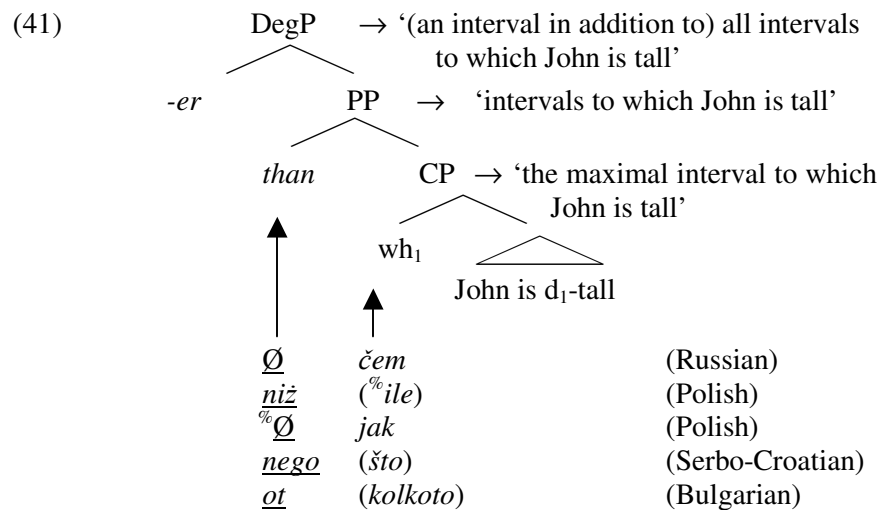 (41) DegP → ‘(an interval in addition to) all intervals
to which John is tall’
-er PP → ‘intervals to which John is tall’
than CP → ‘the maximal interval to which
John is tall’
wh₁
John is d₁-tall
Ø čem (Russian)
niż (%ile) (Polish)
%Ø jak (Polish)
nego (što) (Serbo-Croatian)
ot (kolkoto) (Bulgarian)